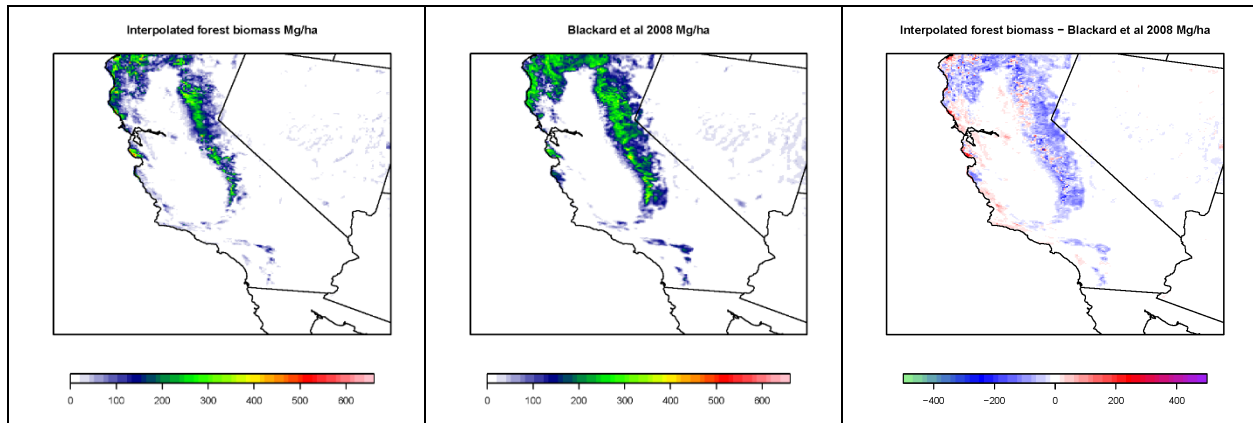 Interpolated forest biomass Mg/ha
0 100 200 300 400 500 600
Blackard et al 2008 Mg/ha
0 100 200 300 400 500 600
Interpolated forest biomass − Blackard et al 2008 Mg/ha
−400 −200 0 200 400